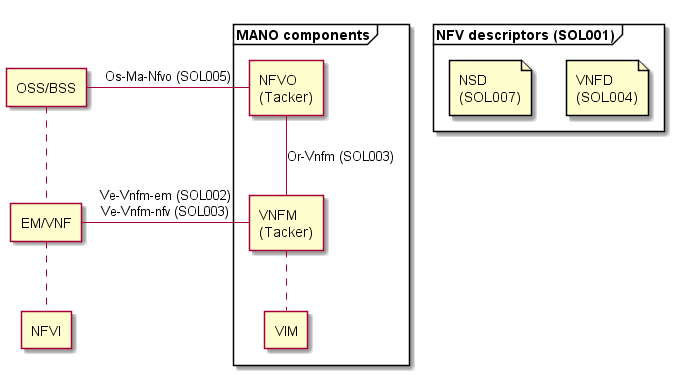 MANO components
NFV descriptors (SOL001)
OSS/BSS
Os-Ma-Nfvo (SOL005)
NFVO
(Tacker)
NSD
(SOL007)
VNFD
(SOL004)
Or-Vnfm (SOL003)
EM/VNF
Ve-Vnfm-em (SOL002)
Ve-Vnfm-nfv (SOL003)
VNFM
(Tacker)
NFVI
VIM